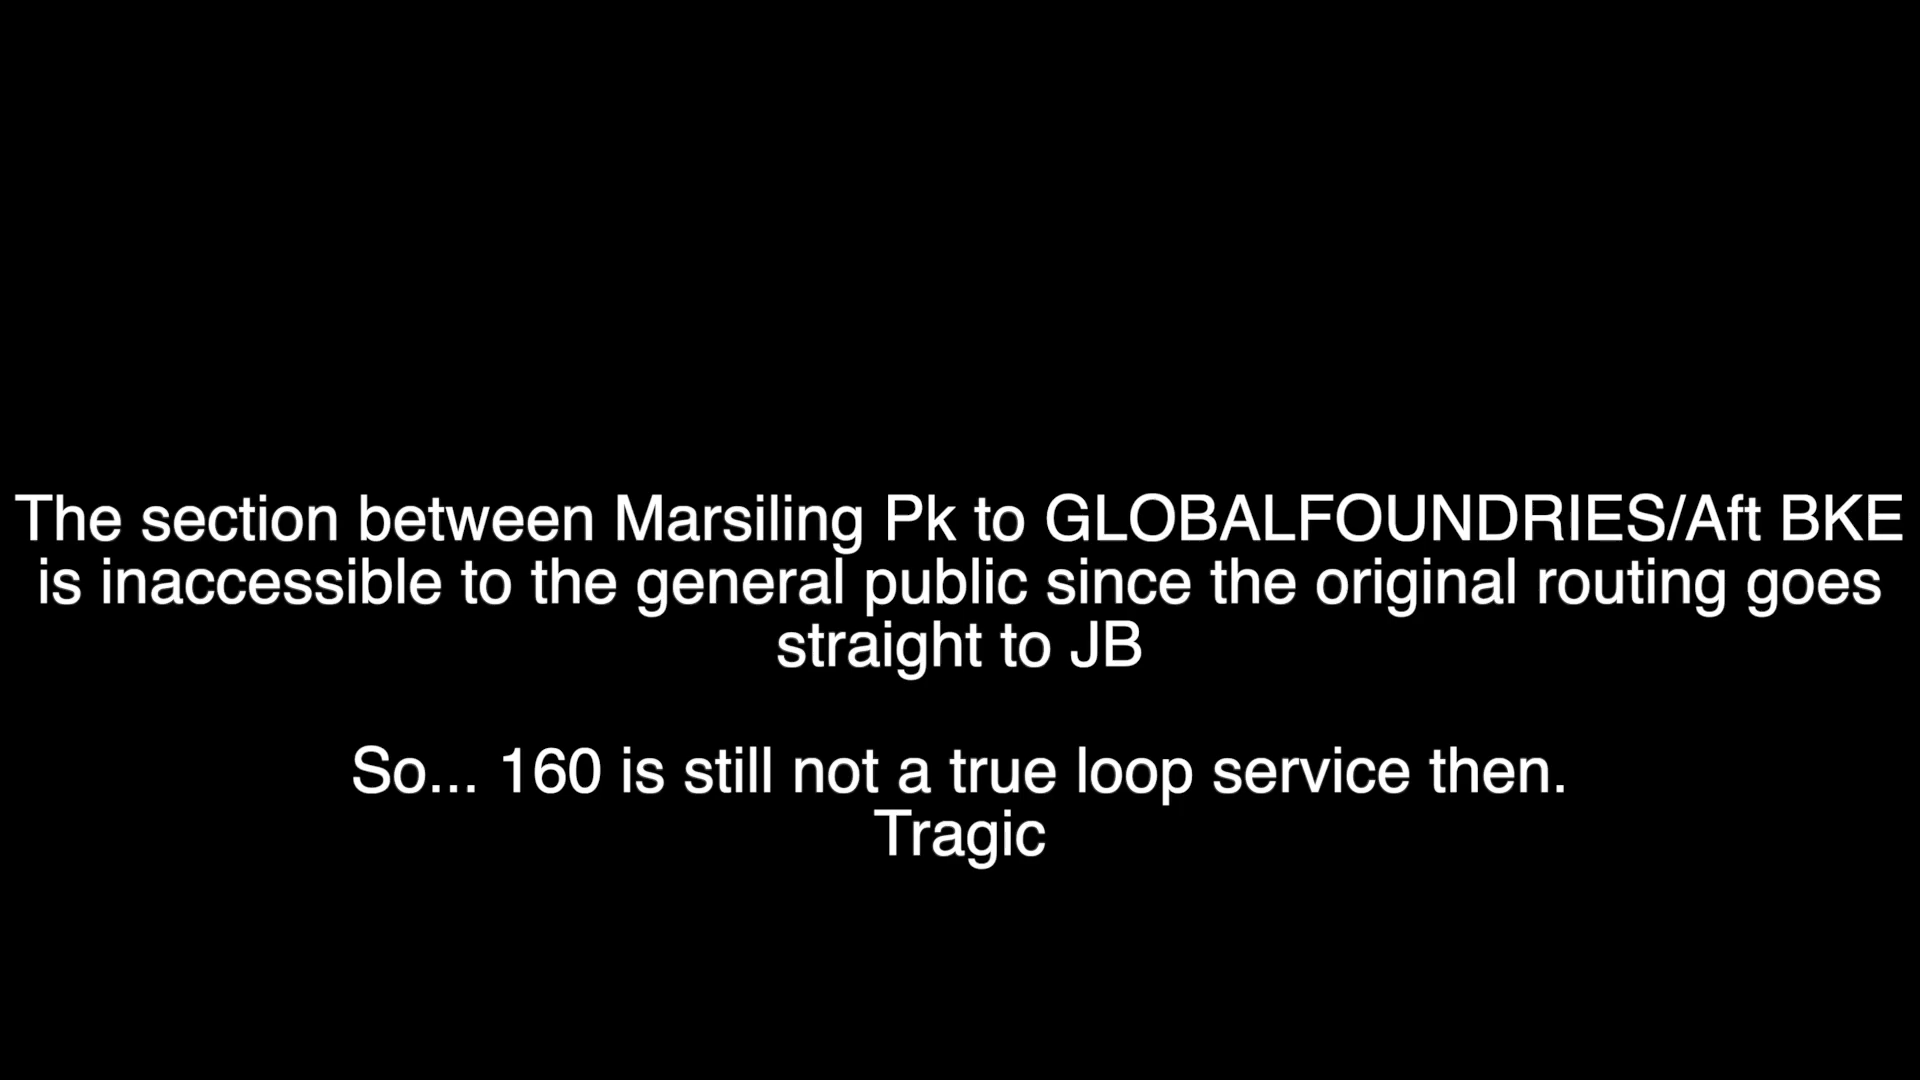 The section between Marsiling Pk to GLOBALFOUNDRIES/Aft BKE
is inaccessible to the general public since the original routing goes
straight to JB
So... 160 is still not a true loop service then.
Tragic